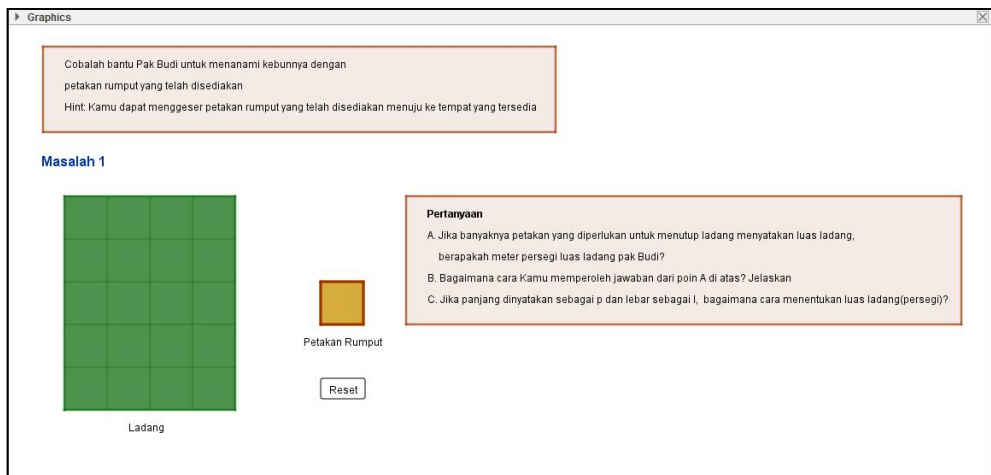 Graphics
Cobalah bantu Pak Budi untuk menanami kebunnya dengan
petakan rumput yang telah disediakan
Hint: Kamu dapat menggeser petakan rumput yang telah disediakan menuju ke tempat yang tersedia
Masalah 1
Pertanyaan
A. Jika banyaknya petakan yang diperlukan untuk menutup ladang menyatakan luas ladang,
berapakah meter persegi luas ladang pak Budi?
B. Bagaimana cara Kamu memperoleh jawaban dari poin A di atas? Jelaskan
C. Jika panjang dinyatakan sebagai p dan lebar sebagai l, bagaimana cara menentukan luas ladang(persegi)?
Petakan Rumput
Reset
Ladang